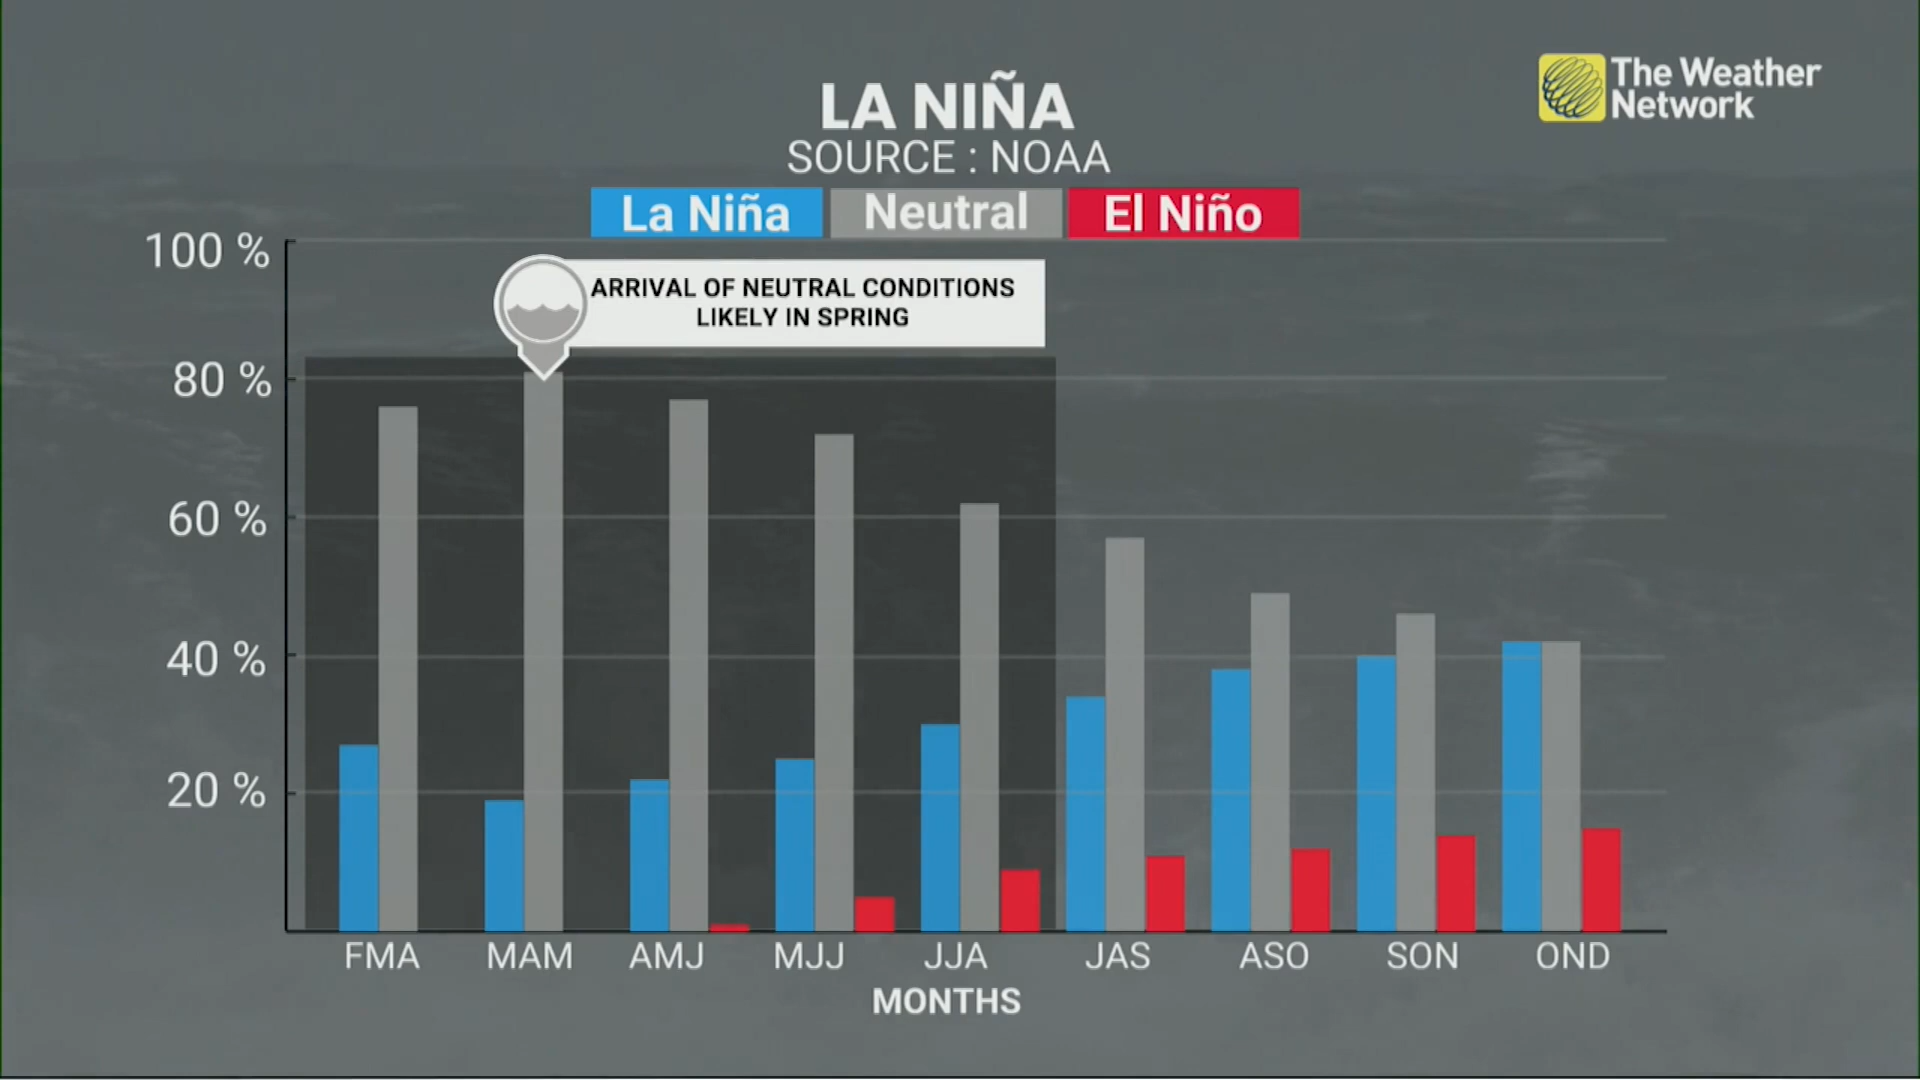 The Weather
Network
LA NIÑA
SOURCE : NOAA
La Niña Neutral El Niño
100 %
ARRIVAL OF NEUTRAL CONDITIONS
LIKELY IN SPRING
80 %
60 %
40 %
20 %
FMA MAM AMJ MJJ JJA JAS ASO SON OND
MONTHS